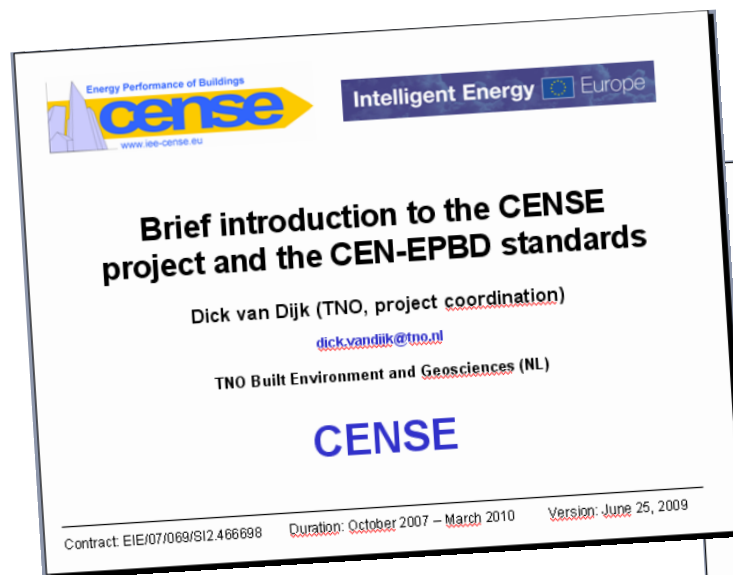 Energy Performance of Buildings
cense
www.iee-cense.eu
Intelligent Energy Europe
Brief introduction to the CENSE
project and the CEN-EPBD standards
Dick van Dijk (TNO, project coordination)
dick.vandijk@tno.nl
TNO Built Environment and Geosciences (NL)
CENSE
Contract: EIE/07/069/SI2.466698 Duration: October 2007 – March 2010 Version: June 25, 2009